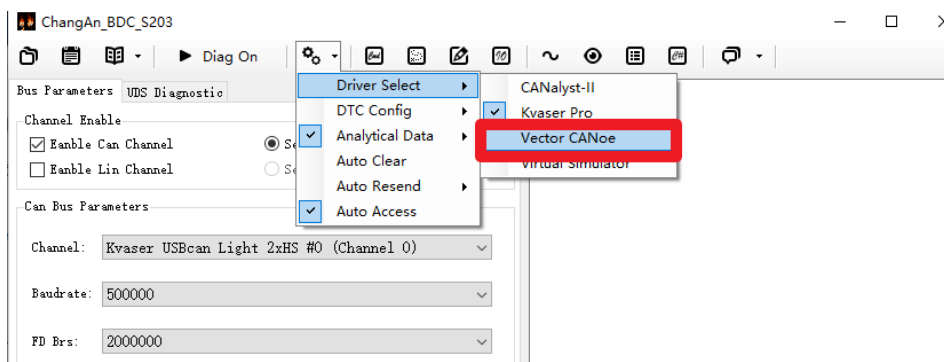 ChangAn_BDC_S203
Diag On
Bus Parameters UDS Diagnostic
Channel Enable
Eanble Can Channel
Eanble Lin Channel
Can Bus Parameters
Channel: Kvaser USBcan Light 2xHS #0 (Channel 0)
Baudrate: 500000
FD Brs: 2000000
Driver Select
DTC Config
Analytical Data
Auto Clear
Auto Resend
Auto Access
CANalyst-II
Kvaser Pro
Vector CANoe
Virtual Simulator